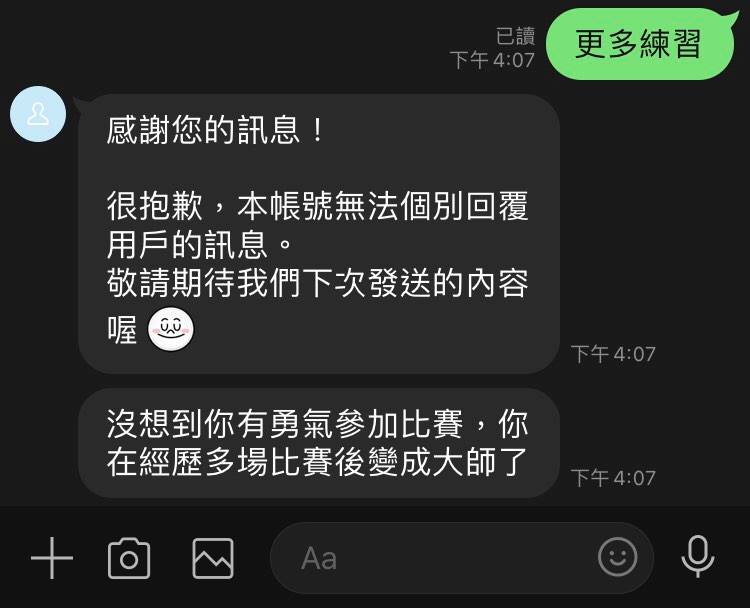 更多練習
已讀
下午4:07
感謝您的訊息！
很抱歉，本帳號無法個別回覆
用戶的訊息。
敬請期待我們下次發送的內容
喔
下午4:07
沒想到你有勇氣參加比賽，你
在經歷多場比賽後變成大師了
下午4:07
Aa